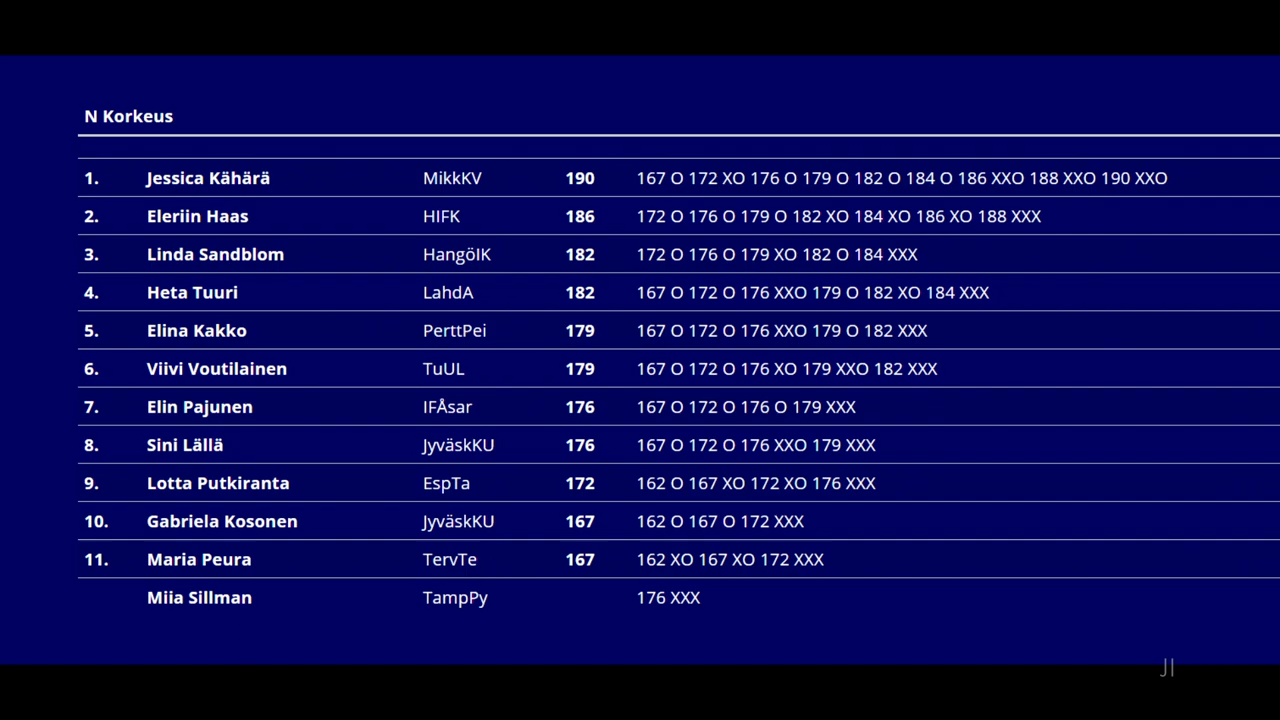 N Korkeus
1. Jessica Kähärä MikkKV 190 167 O 172 XO 176 O 179 O 182 O 184 O 186 XXO 188 XXO 190 XXO
2. Eleriin Haas HIFK 186 172 O 176 O 179 O 182 XO 184 XO 186 XO 188 XXX
3. Linda Sandblom HangöIK 182 172 O 176 O 179 XO 182 O 184 XXX
4. Heta Tuuri LahdA 182 167 O 172 O 176 XXO 179 O 182 XO 184 XXX
5. Elina Kakko PerttPei 179 167 O 172 O 176 XXO 179 O 182 XXX
6. Viivi Voutilainen TuUL 179 167 O 172 O 176 XO 179 XXO 182 XXX
7. Elin Pajunen IFÅsar 176 167 O 172 O 176 O 179 XXX
8. Sini Lällä JyväskKU 176 167 O 172 O 176 XXO 179 XXX
9. Lotta Putkiranta EspTa 172 162 O 167 XO 172 XO 176 XXX
10. Gabriela Kosonen JyväskKU 167 162 O 167 O 172 XXX
11. Maria Peura TervTe 167 162 XO 167 XO 172 XXX
Miia Sillman TampPy 176 XXX
JI